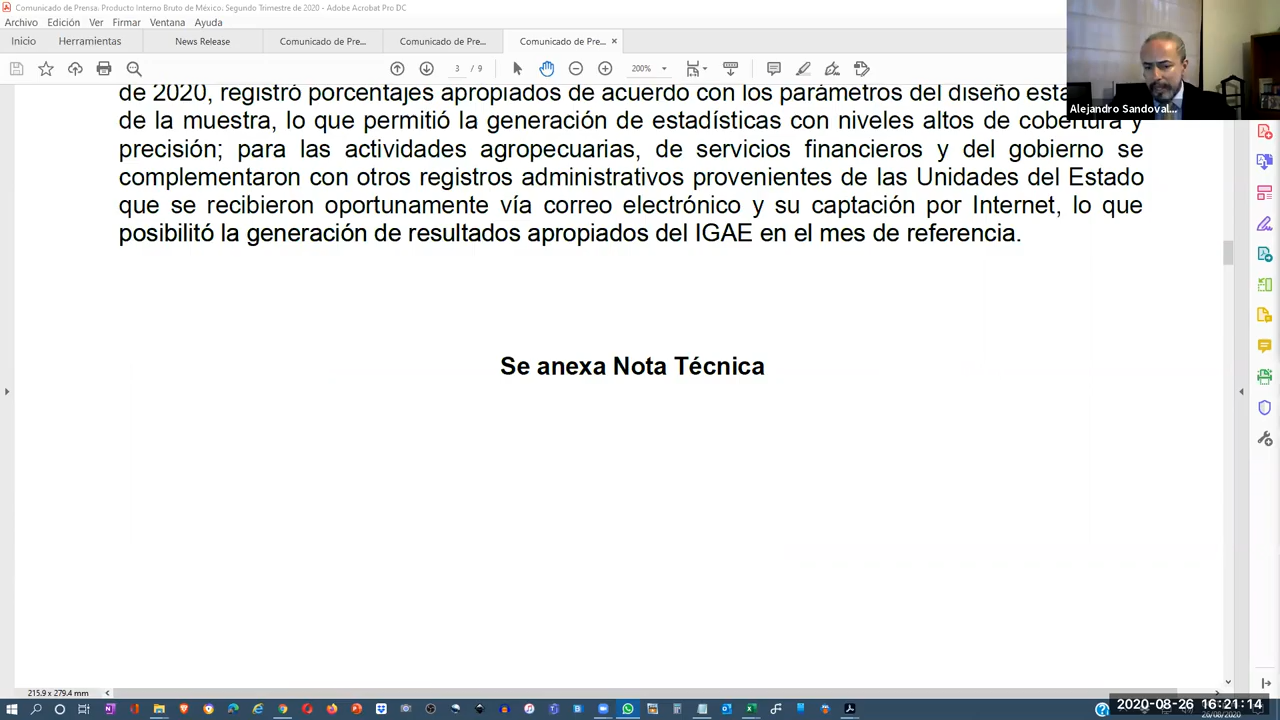 Comunicado de Prensa. Producto Interno Bruto de México. Segundo Trimestre de 2020 - Adobe Acrobat Pro DC
Archivo Edición Ver Firmar Ventana Ayuda
Inicio Herramientas News Release Comunicado de Pre... Comunicado de Pre... Comunicado de Pre... ×
3 / 9 200%
Alejandro Sandoval...
de 2020, registró porcentajes apropiados de acuerdo con los parámetros del diseño esta
de la muestra, lo que permitió la generación de estadísticas con niveles altos de cobertura y
precisión; para las actividades agropecuarias, de servicios financieros y del gobierno se
complementaron con otros registros administrativos provenientes de las Unidades del Estado
que se recibieron oportunamente vía correo electrónico y su captación por Internet, lo que
posibilitó la generación de resultados apropiados del IGAE en el mes de referencia.
Se anexa Nota Técnica
215.9 x 279.4 mm
2020-08-26 16:21:14
26/08/2020